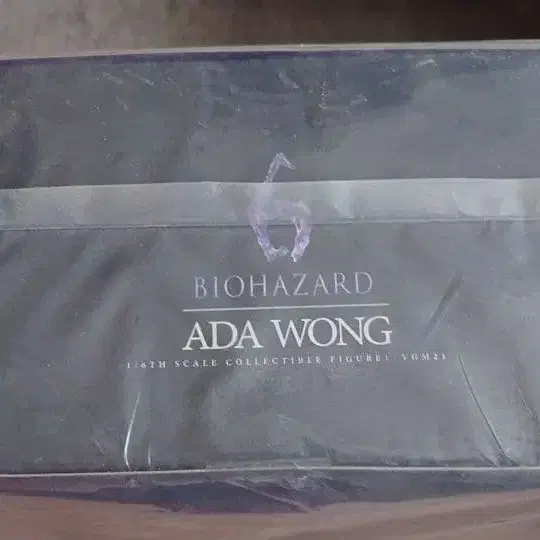 6
BIOHAZARD
ADA WONG
1/6TH SCALE COLLECTIBLE FIGURE VGM21